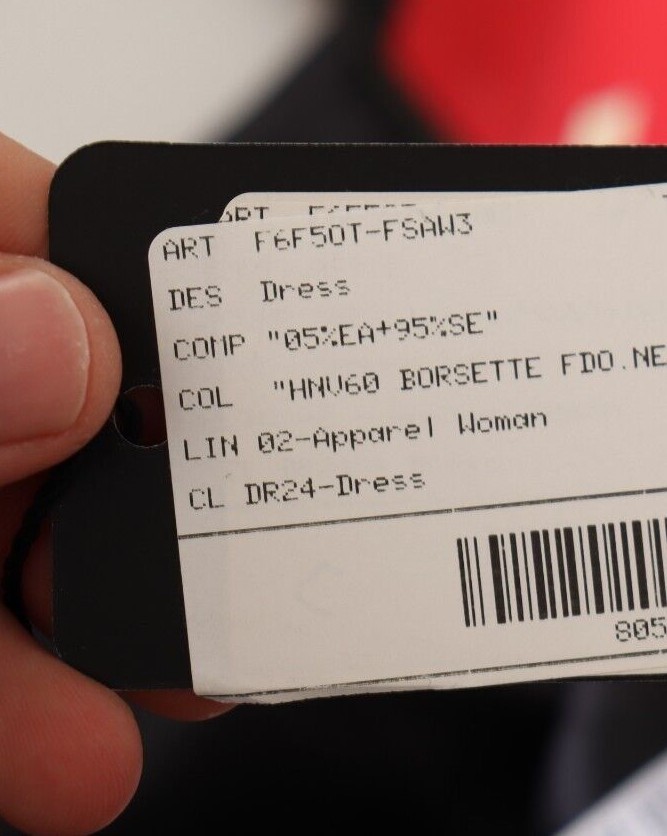 ART
ART F6F50T-FSAW3
DES Dress
COMP "05%EA+95%SE"
COL "HNV60 BORSETTE FDO.NE
LIN 02-Apparel Woman
CL DR24-Dress
805